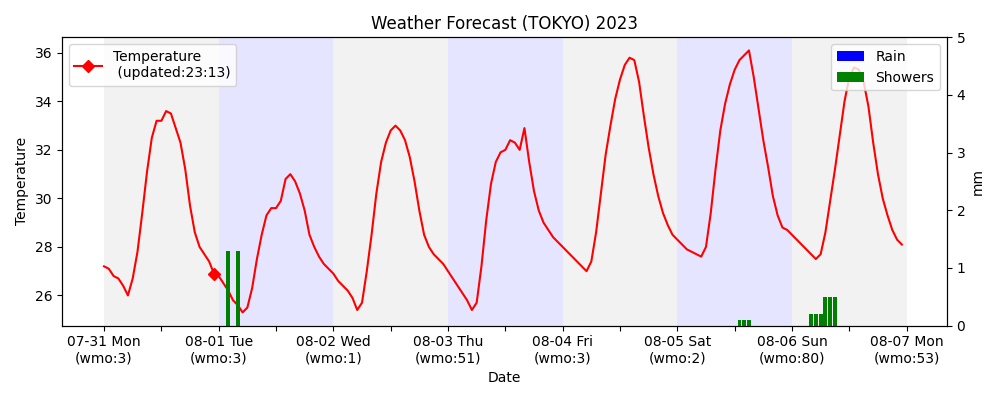 Weather Forecast (TOKYO) 2023
Temperature
(updated:23:13)
Rain
Showers
Temperature
36
34
32
30
28
26
5
4
3
2
1
0
mm
07-31 Mon
(wmo:3)
08-01 Tue
(wmo:3)
08-02 Wed
(wmo:1)
08-03 Thu
(wmo:51)
08-04 Fri
(wmo:3)
08-05 Sat
(wmo:2)
08-06 Sun
(wmo:80)
08-07 Mon
(wmo:53)
Date